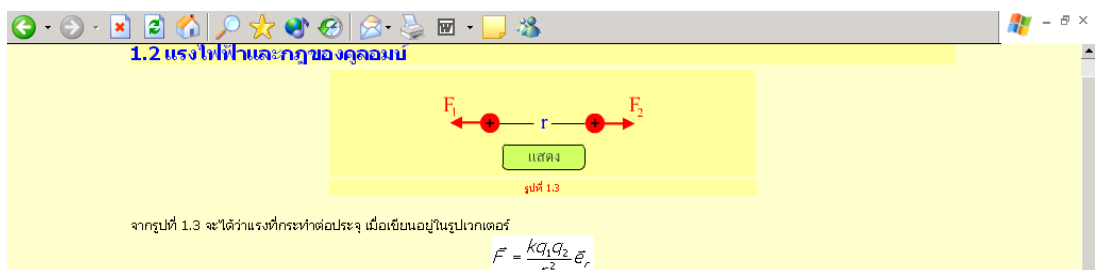 1.2 แรงไฟฟ้าและกฎของคูลอมบ์
F1 + r + F2
แสดง
รูปที่ 1.3
จากรูปที่ 1.3 จะได้ว่าแรงที่กระทำต่อประจุ เมื่อเขียนอยู่ในรูปเวกเตอร์
F⃗ = kq₁q₂ / r² e⃗ᵣ